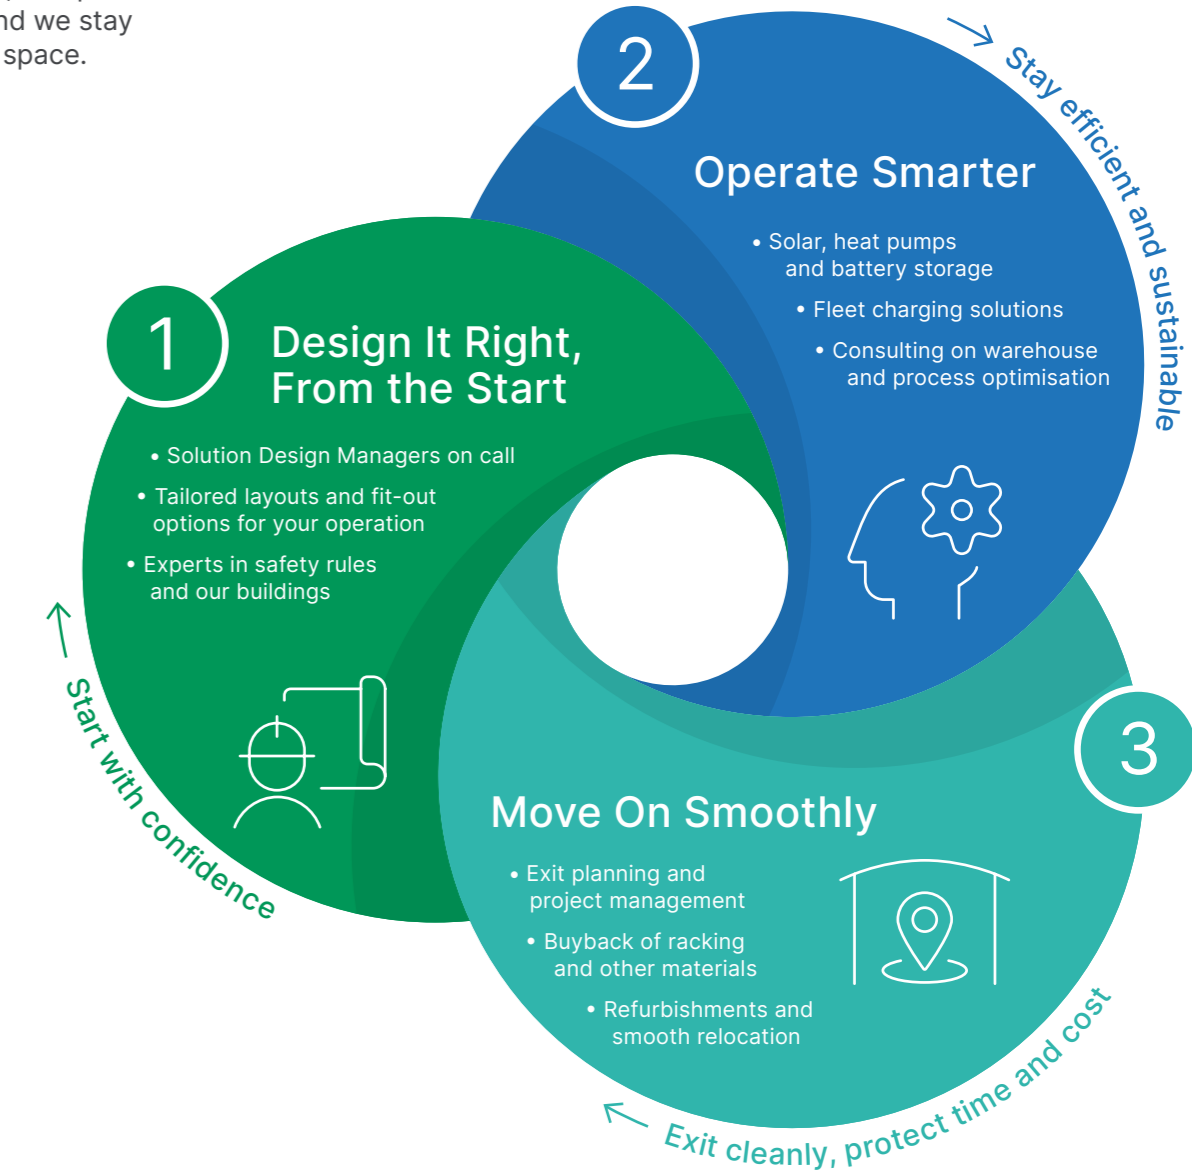 nd we stay
space.
1
Design It Right,
From the Start
• Solution Design Managers on call
• Tailored layouts and fit-out
options for your operation
• Experts in safety rules
and our buildings
Start with confidence
2
Operate Smarter
• Solar, heat pumps
and battery storage
• Fleet charging solutions
• Consulting on warehouse
and process optimisation
Stay efficient and sustainable
3
Move On Smoothly
• Exit planning and
project management
• Buyback of racking
and other materials
• Refurbishments and
smooth relocation
Exit cleanly, protect time and cost